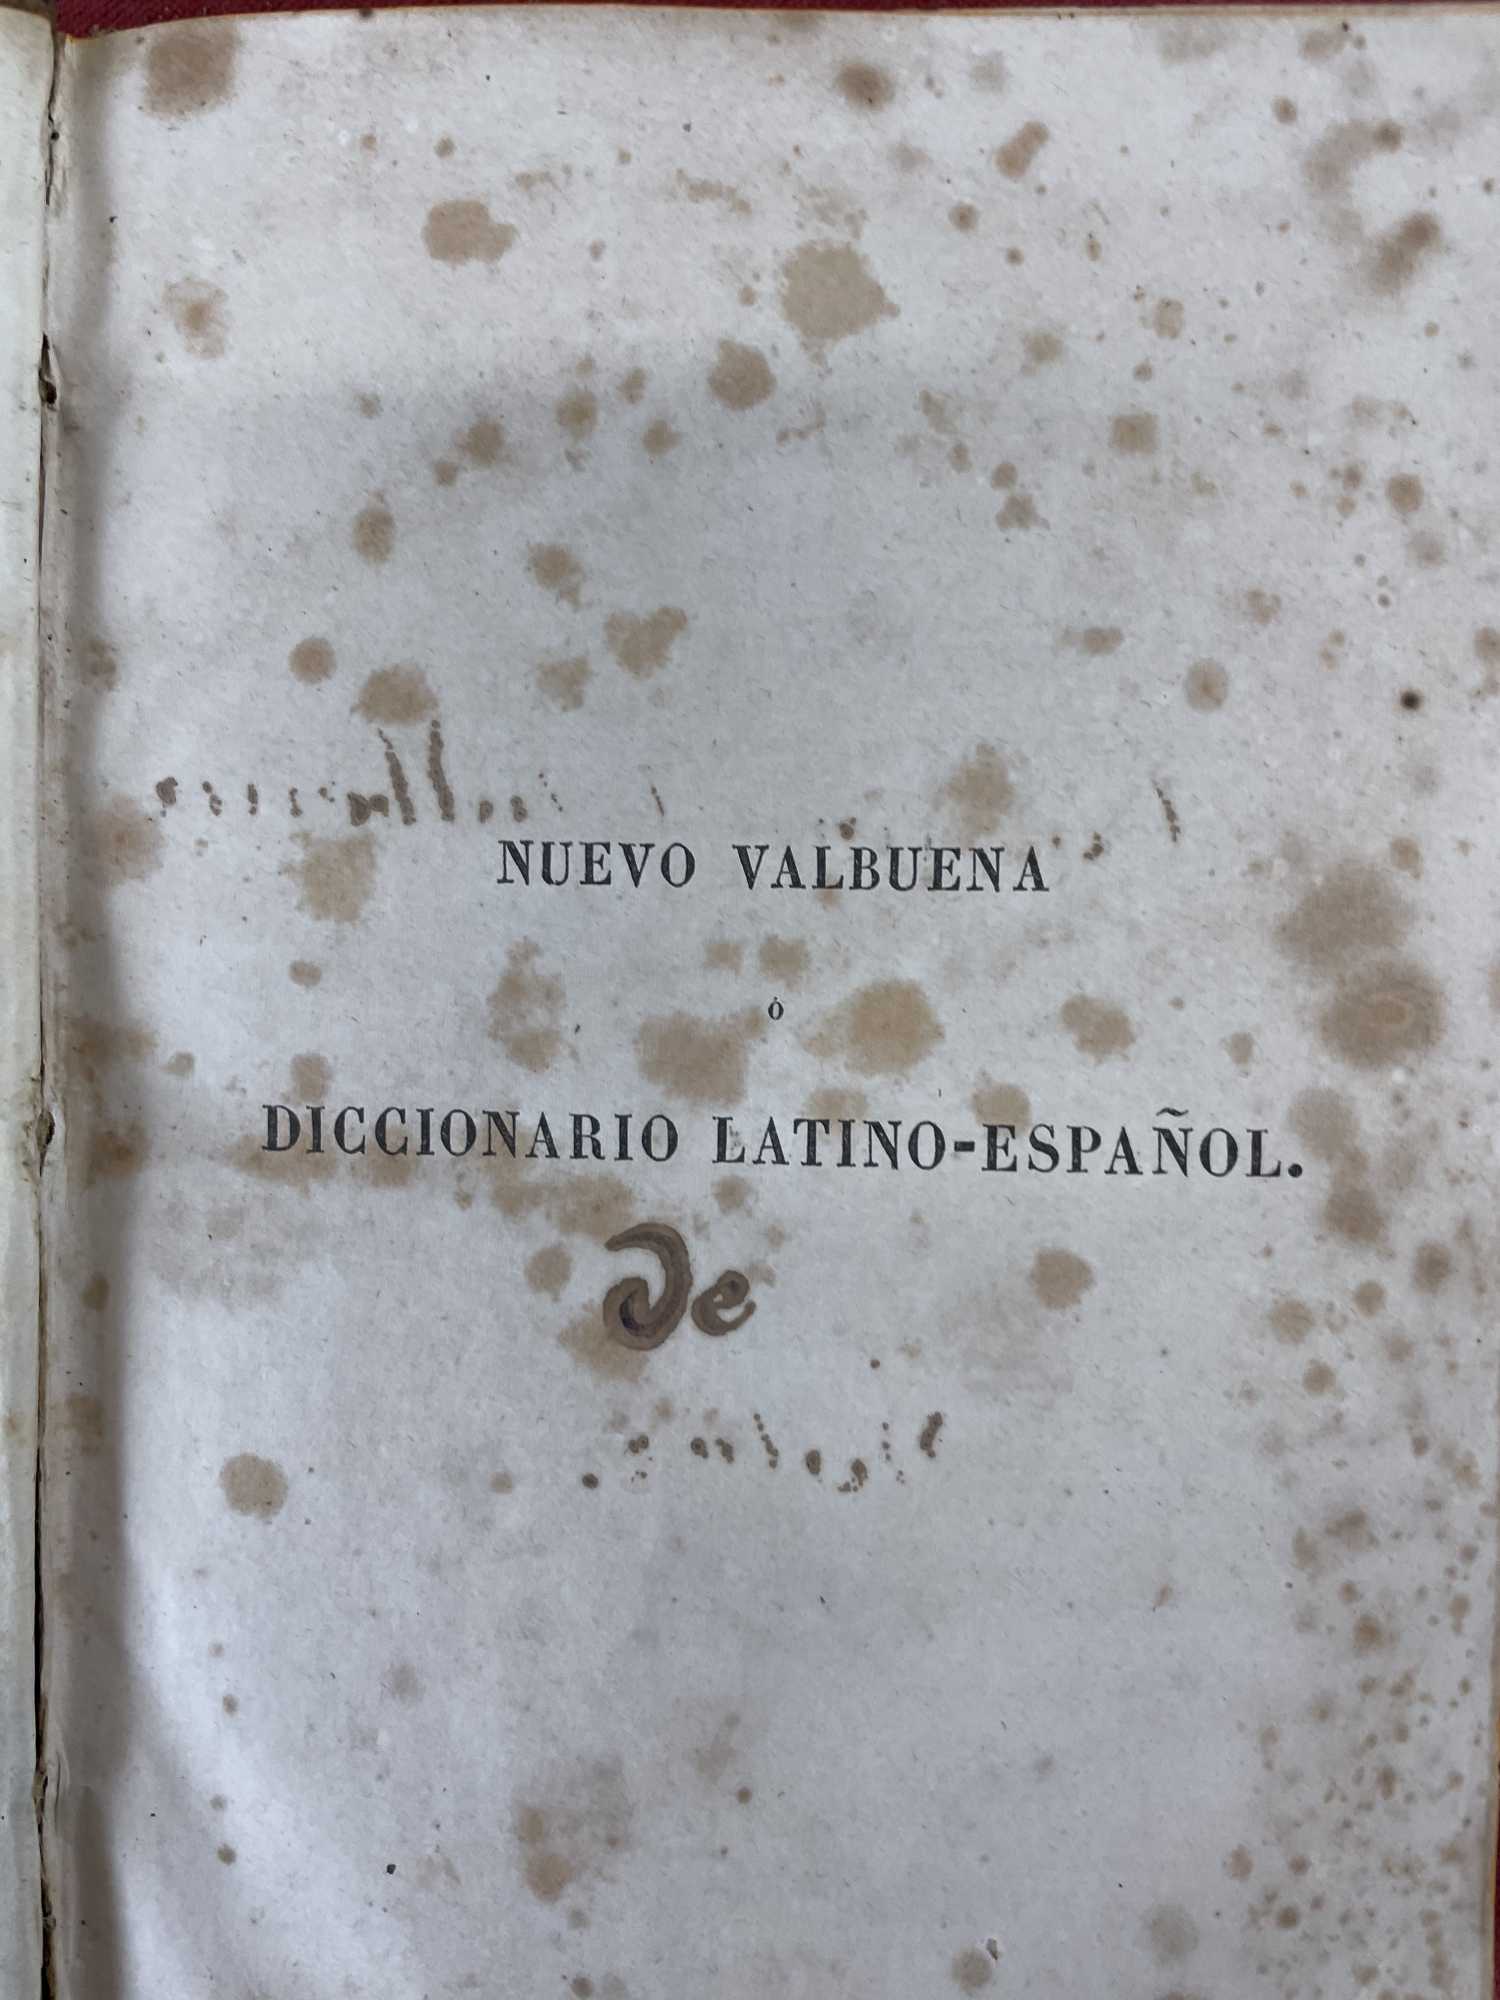 NUEVO VALBUENA
Ó
DICCIONARIO LATINO-ESPAÑOL.
De